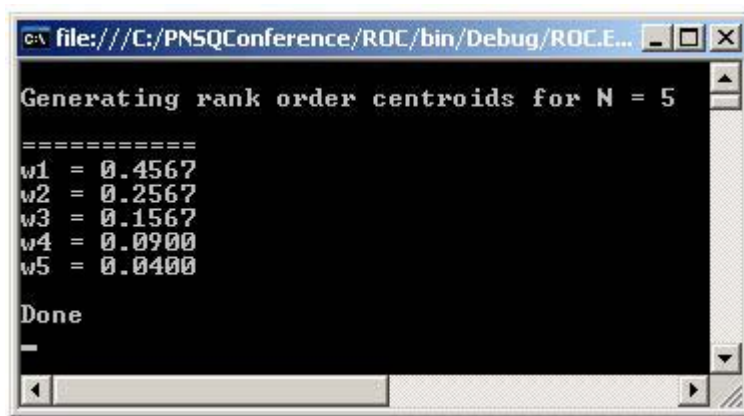 C:\ file:///C:/PNSQConference/ROC/bin/Debug/ROC.E...
Generating rank order centroids for N = 5
===========
w1 = 0.4567
w2 = 0.2567
w3 = 0.1567
w4 = 0.0900
w5 = 0.0400
Done
_